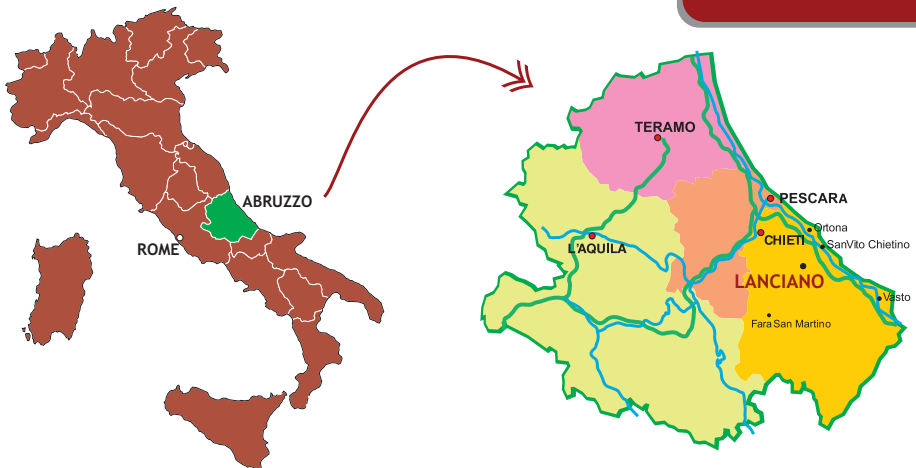 ABRUZZO
ROME
TERAMO
PESCARA
Ortona
CHIETI
SanVito Chietino
L'AQUILA
LANCIANO
Vasto
Fara San Martino